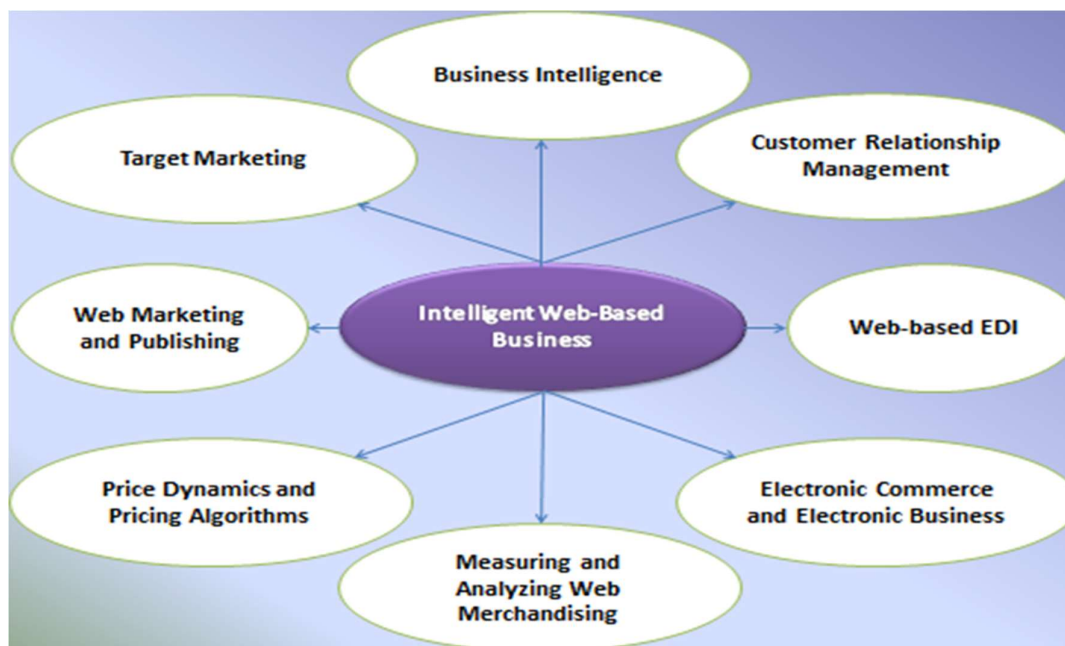 Business Intelligence
Target Marketing
Customer Relationship
Management
Web Marketing
and Publishing
Intelligent Web-Based
Business
Web-based EDI
Price Dynamics and
Pricing Algorithms
Electronic Commerce
and Electronic Business
Measuring and
Analyzing Web
Merchandising